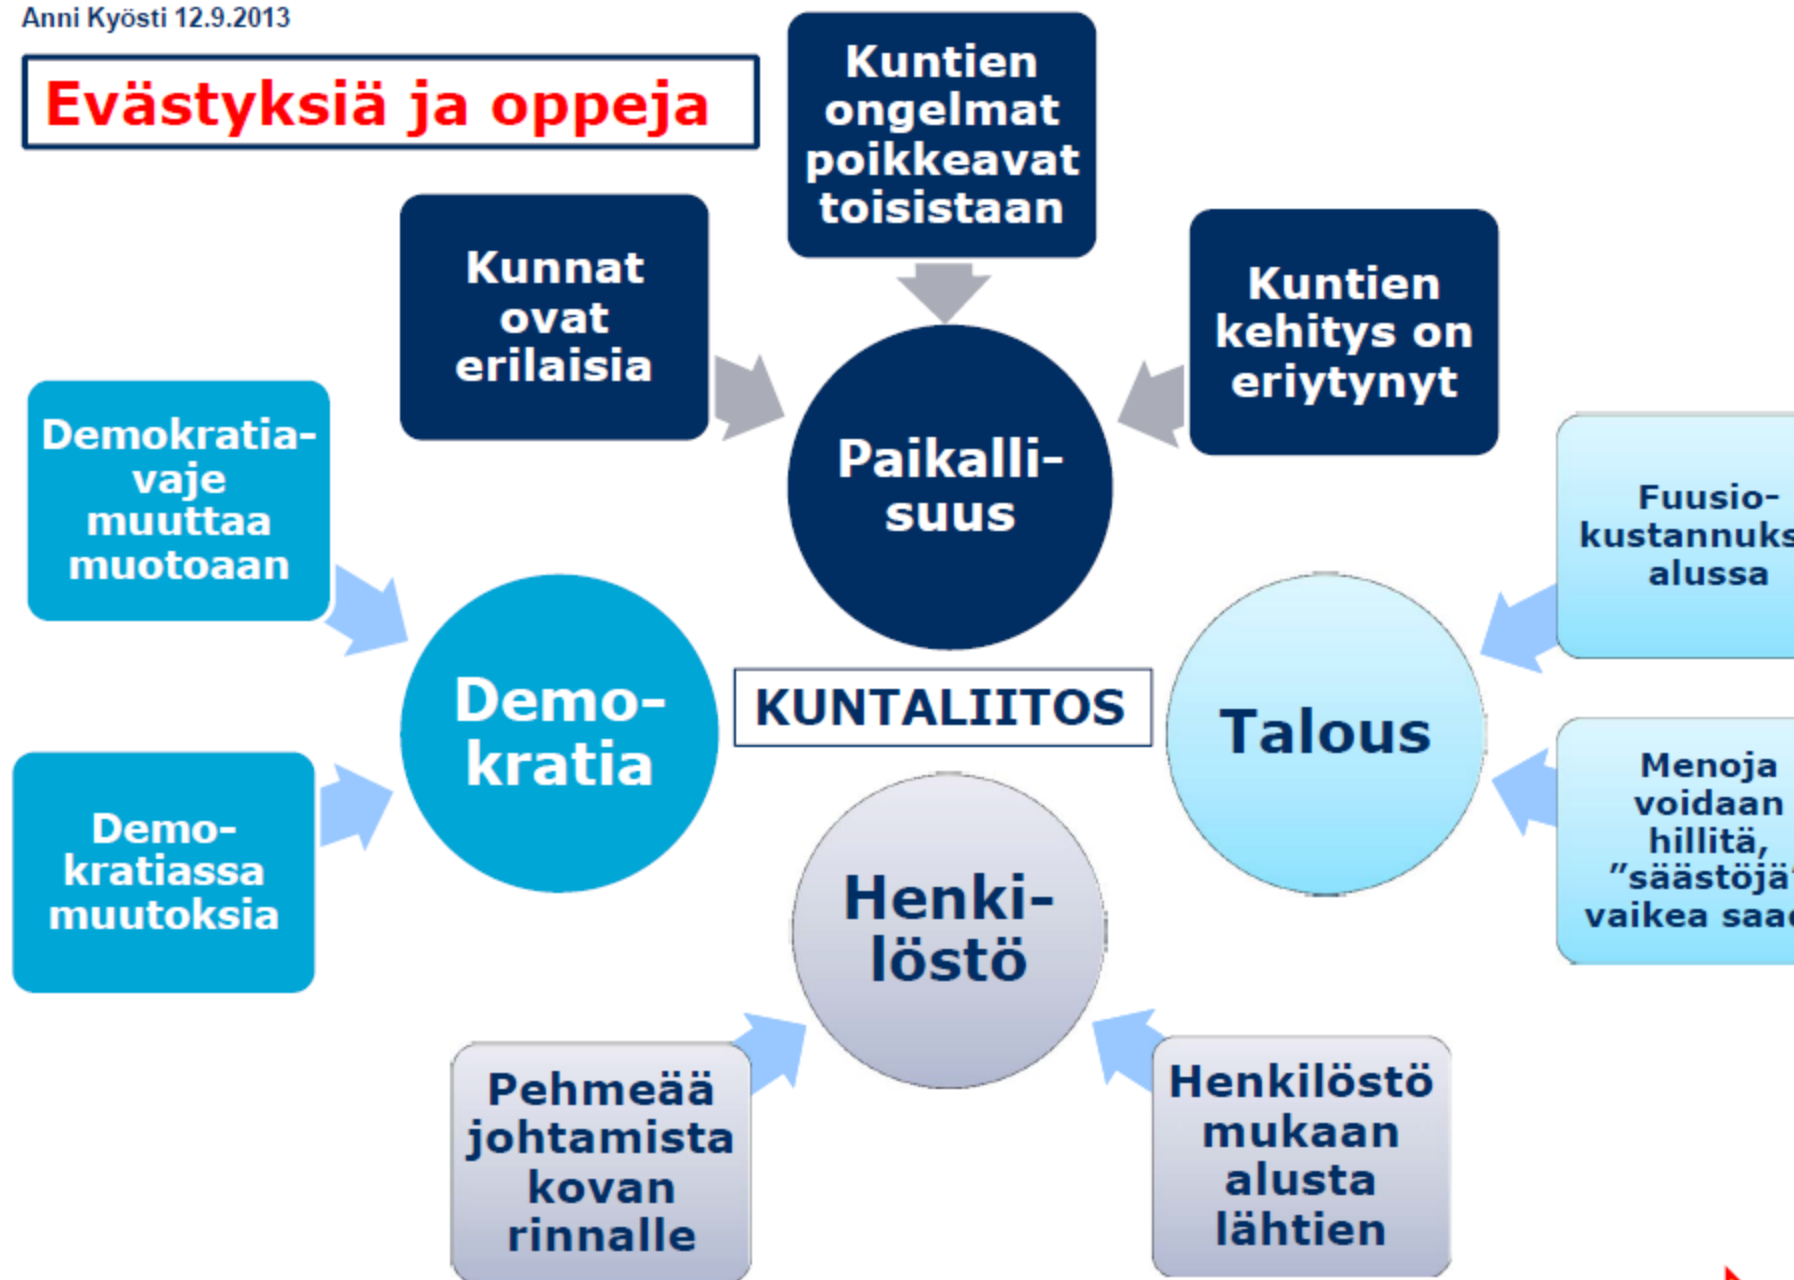 Anni Kyösti 12.9.2013
Evästyksiä ja oppeja
Kuntien
ongelmat
poikkeavat
toisistaan
Kunnat
ovat
erilaisia
Kuntien
kehitys on
eriytynyt
Paikalli-
suus
Demokratia-
vaje
muuttaa
muotoaan
Demo-
kratiassa
muutoksia
Demo-
kratia
KUNTALIITOS
Talous
Fuusio-
alussa
Menoja
voidaan
hillitä,
”säästöjä”
vaikea
Henki-
löstö
Pehmeää
johtamista
kovan
rinnalle
Henkilöstö
mukaan
alusta
lähtien